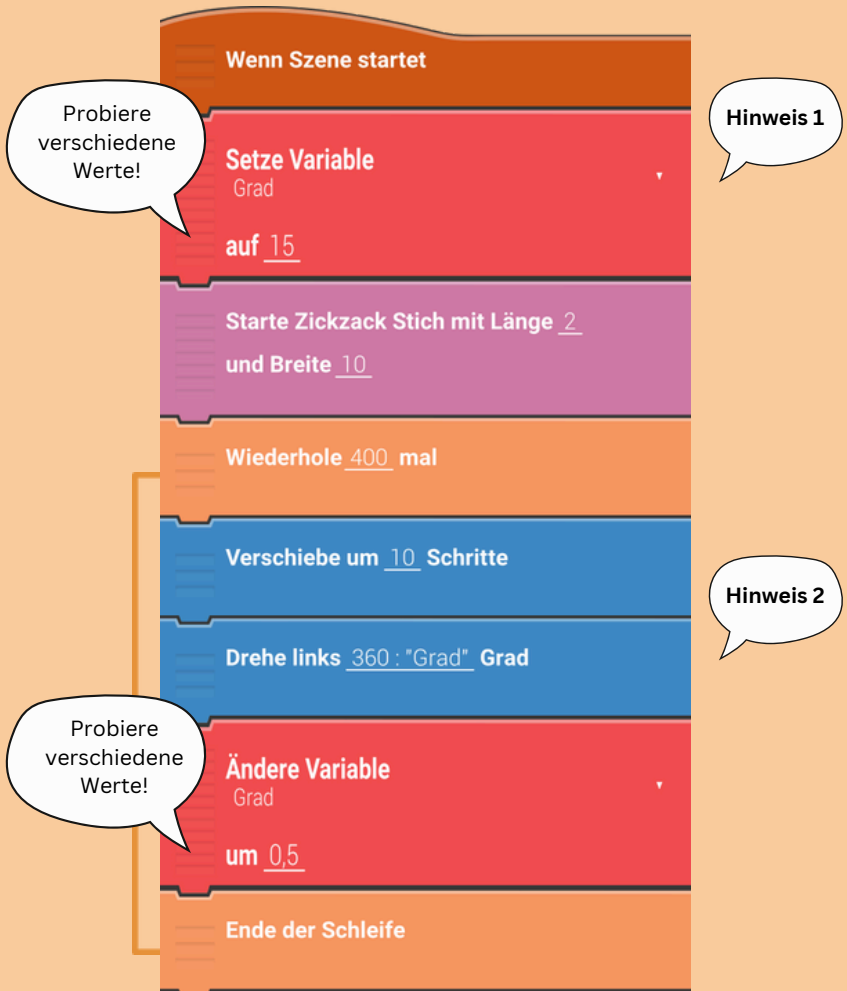 Wenn Szene startet
Probiere
verschiedene
Werte!
Hinweis 1
Setze Variable
Grad
auf 15
Starte Zickzack Stich mit Länge 2
und Breite 10
Wiederhole 400 mal
Verschiebe um 10 Schritte
Hinweis 2
Drehe links 360 : "Grad" Grad
Probiere
verschiedene
Werte!
Ändere Variable
Grad
um 0,5
Ende der Schleife